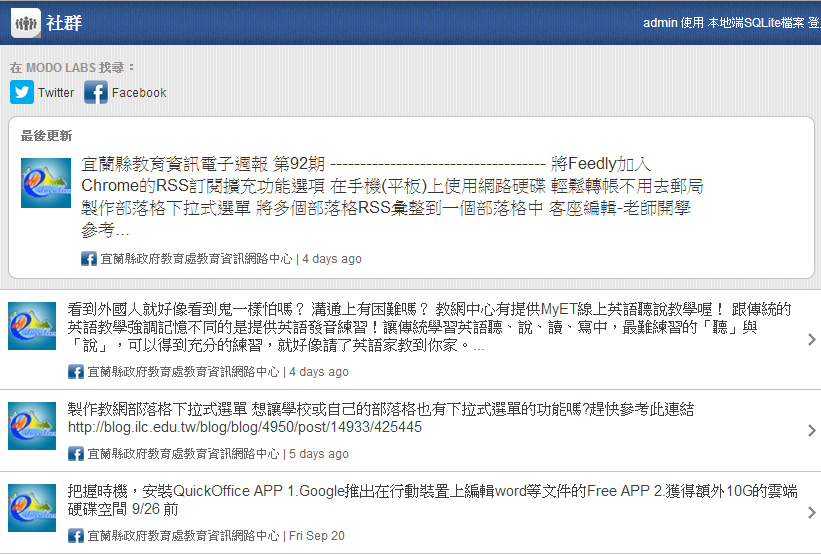 社群
admin 使用 本地端SQLite檔案 登
在 MODO LABS 找尋：
Twitter Facebook
最後更新
宜蘭縣教育資訊電子週報 第92期 ------------------------------------ 將Feedly加入
Chrome的RSS訂閱擴充功能選項 在手機(平板)上使用網路硬碟 輕鬆轉帳不用去郵局
製作部落格下拉式選單 將多個部落格RSS彙整到一個部落格中 客座編輯-老師開學
參考...
宜蘭縣政府教育處教育資訊網路中心 | 4 days ago
看到外國人就好像看到鬼一樣怕嗎？ 溝通上有困難嗎？ 教網中心有提供MyET線上英語聽說教學喔！ 跟傳統的
英語教學強調記憶不同的是提供英語發音練習！讓傳統學習英語聽、說、讀、寫中，最難練習的「聽」與
「說」，可以得到充分的練習，就好像請了英語家教到你家。...
宜蘭縣政府教育處教育資訊網路中心 | 4 days ago
製作教網部落格下拉式選單 想讓學校或自己的部落格也有下拉式選單的功能嗎?趕快參考此連結
http://blog.ilc.edu.tw/blog/blog/4950/post/14933/425445
宜蘭縣政府教育處教育資訊網路中心 | 5 days ago
把握時機，安裝QuickOffice APP 1.Google推出在行動裝置上編輯word等文件的Free APP 2.獲得額外10G的雲端
硬碟空間 9/26 前
宜蘭縣政府教育處教育資訊網路中心 | Fri Sep 20